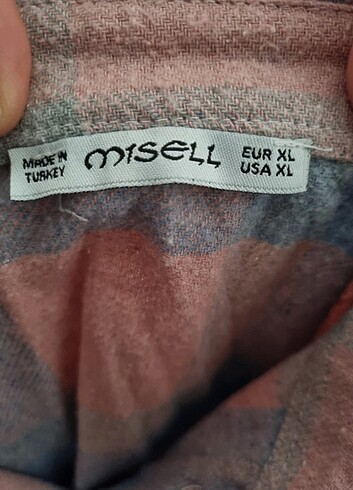 MADE IN
TURKEY
MISELL
EUR XL
USA XL